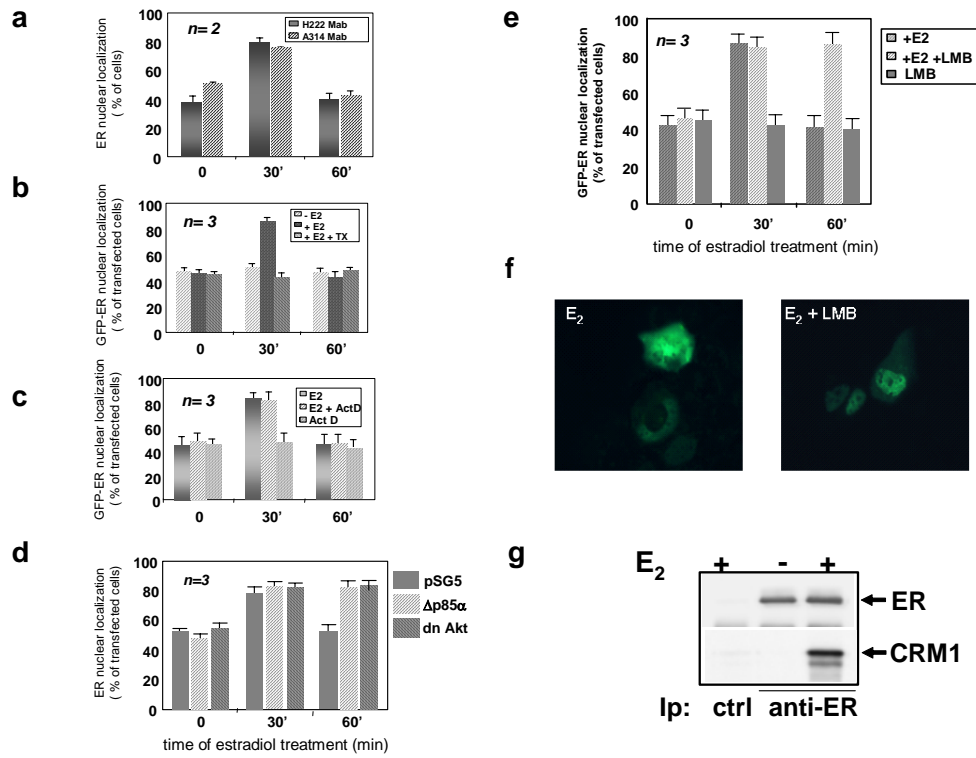 a
n= 2
H222 Mab
A314 Mab
ER nuclear localization
( % of cells)
100
80
60
40
20
0
0 30' 60'
b
n= 3
- E2
+ E2
+ E2 + TX
GFP-ER nuclear localization
( % of transfected cells)
100
80
60
40
20
0
0 30' 60'
c
n= 3
E2
E2 + ActD
Act D
GFP-ER nuclear localization
( % of transfected cells)
100
80
60
40
20
0
0 30' 60'
d
n=3
pSG5
Δp85α
dn Akt
ER nuclear localization
( % of transfected cells)
100
80
60
40
20
0
0 30' 60'
time of estradiol treatment (min)
e
n= 3
+E2
+E2 +LMB
LMB
GFP-ER nuclear localization
(% of transfected cells)
100
80
60
40
20
0
0 30' 60'
time of estradiol treatment (min)
f
E2
E2 + LMB
g
E2 + - +
ER
CRM1
Ip: ctrl anti-ER